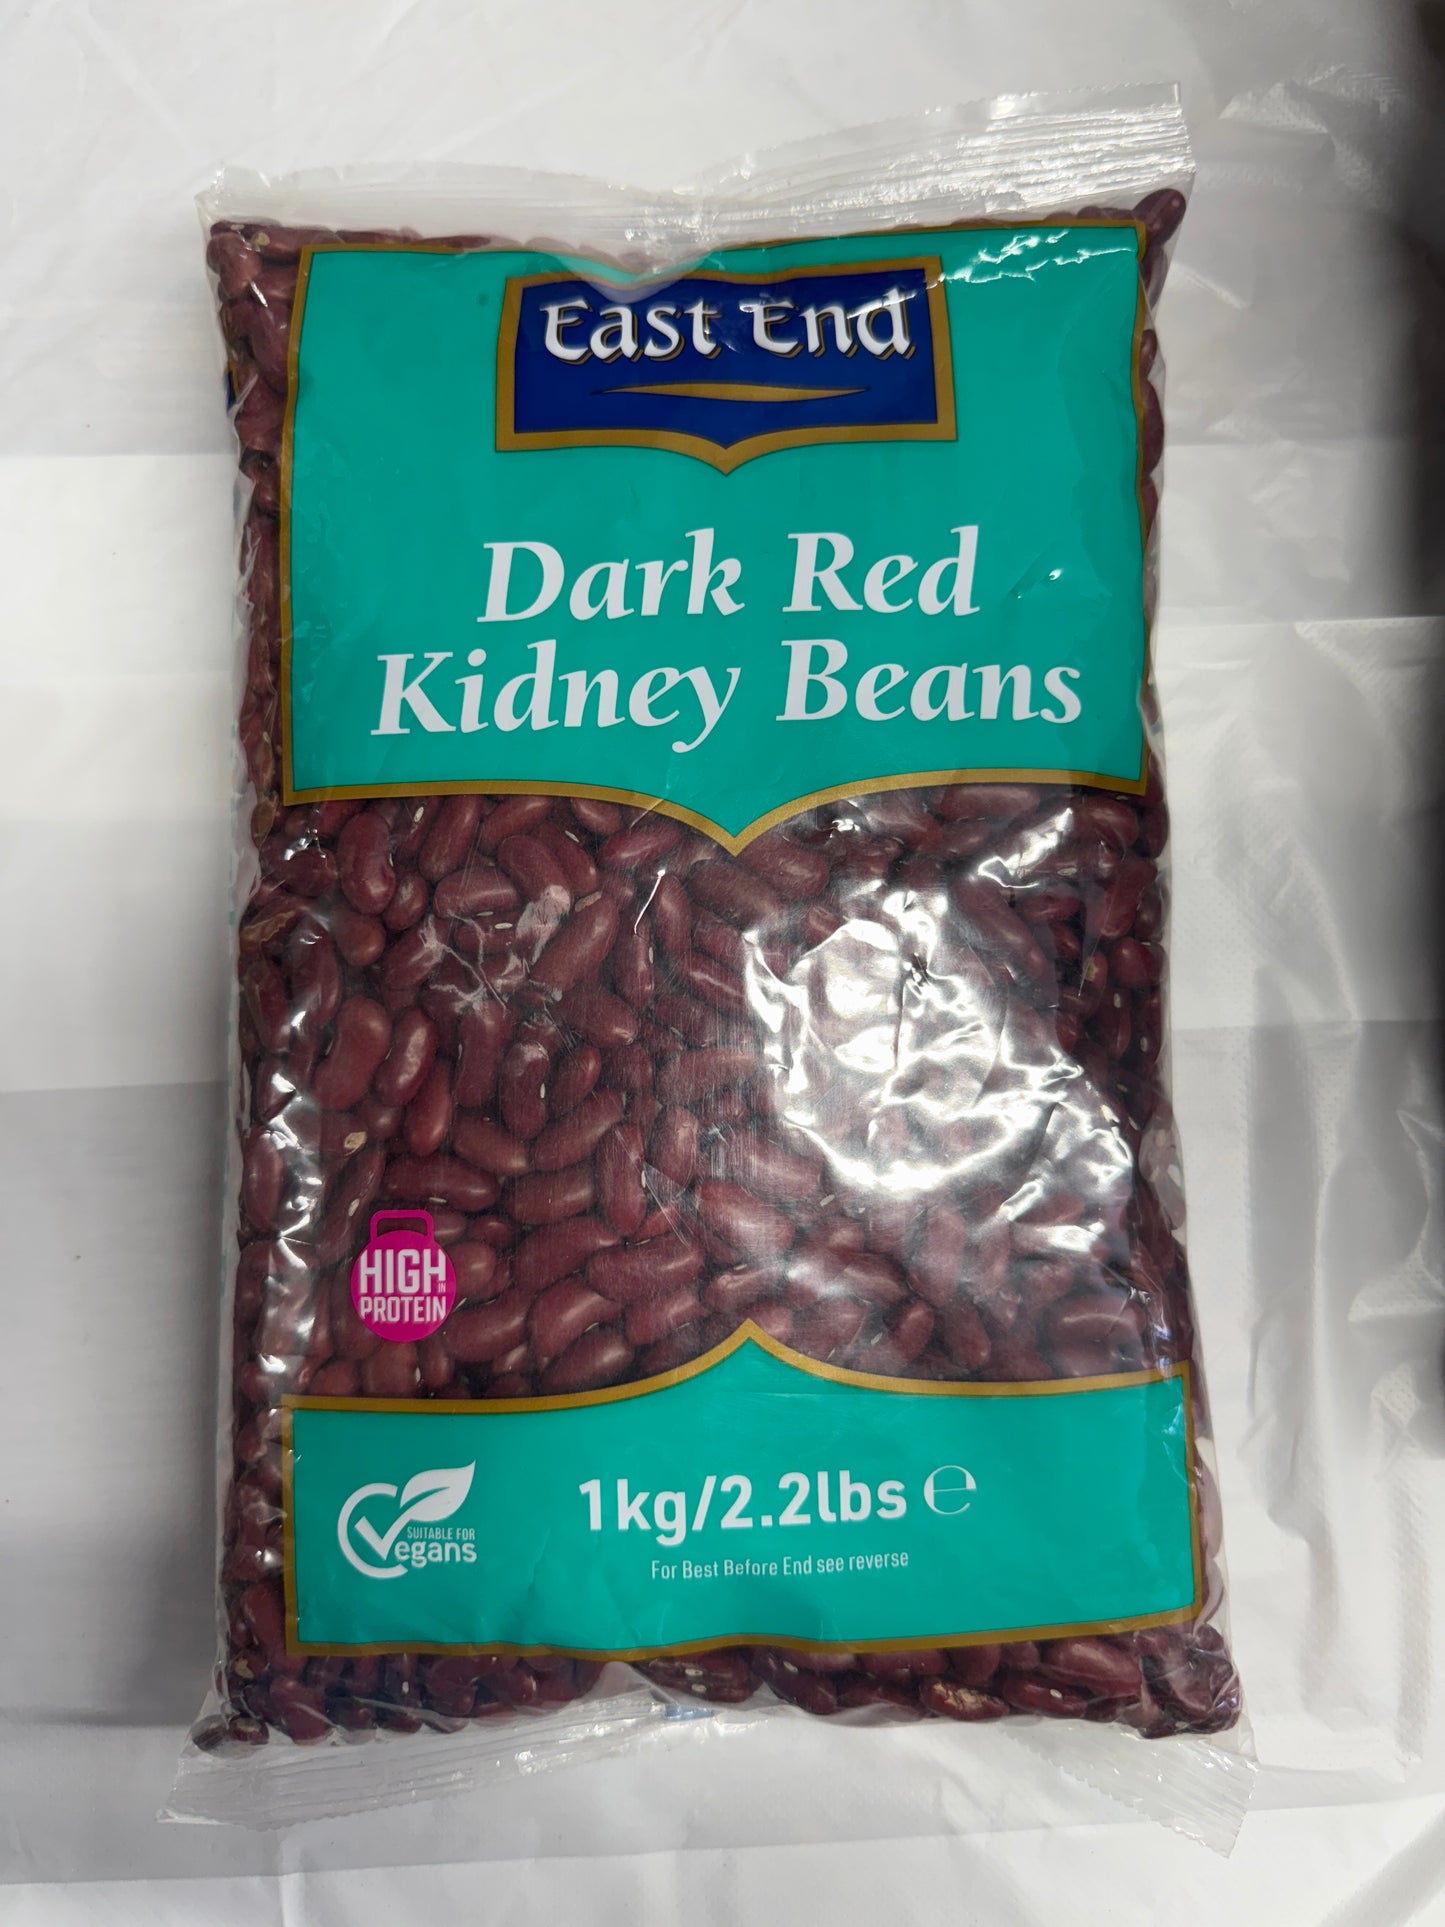 East End
Dark Red
Kidney Beans
HIGH
IN
PROTEIN
SUITABLE FOR
Vegans
1kg/2.2lbs ℮
For Best Before End see reverse